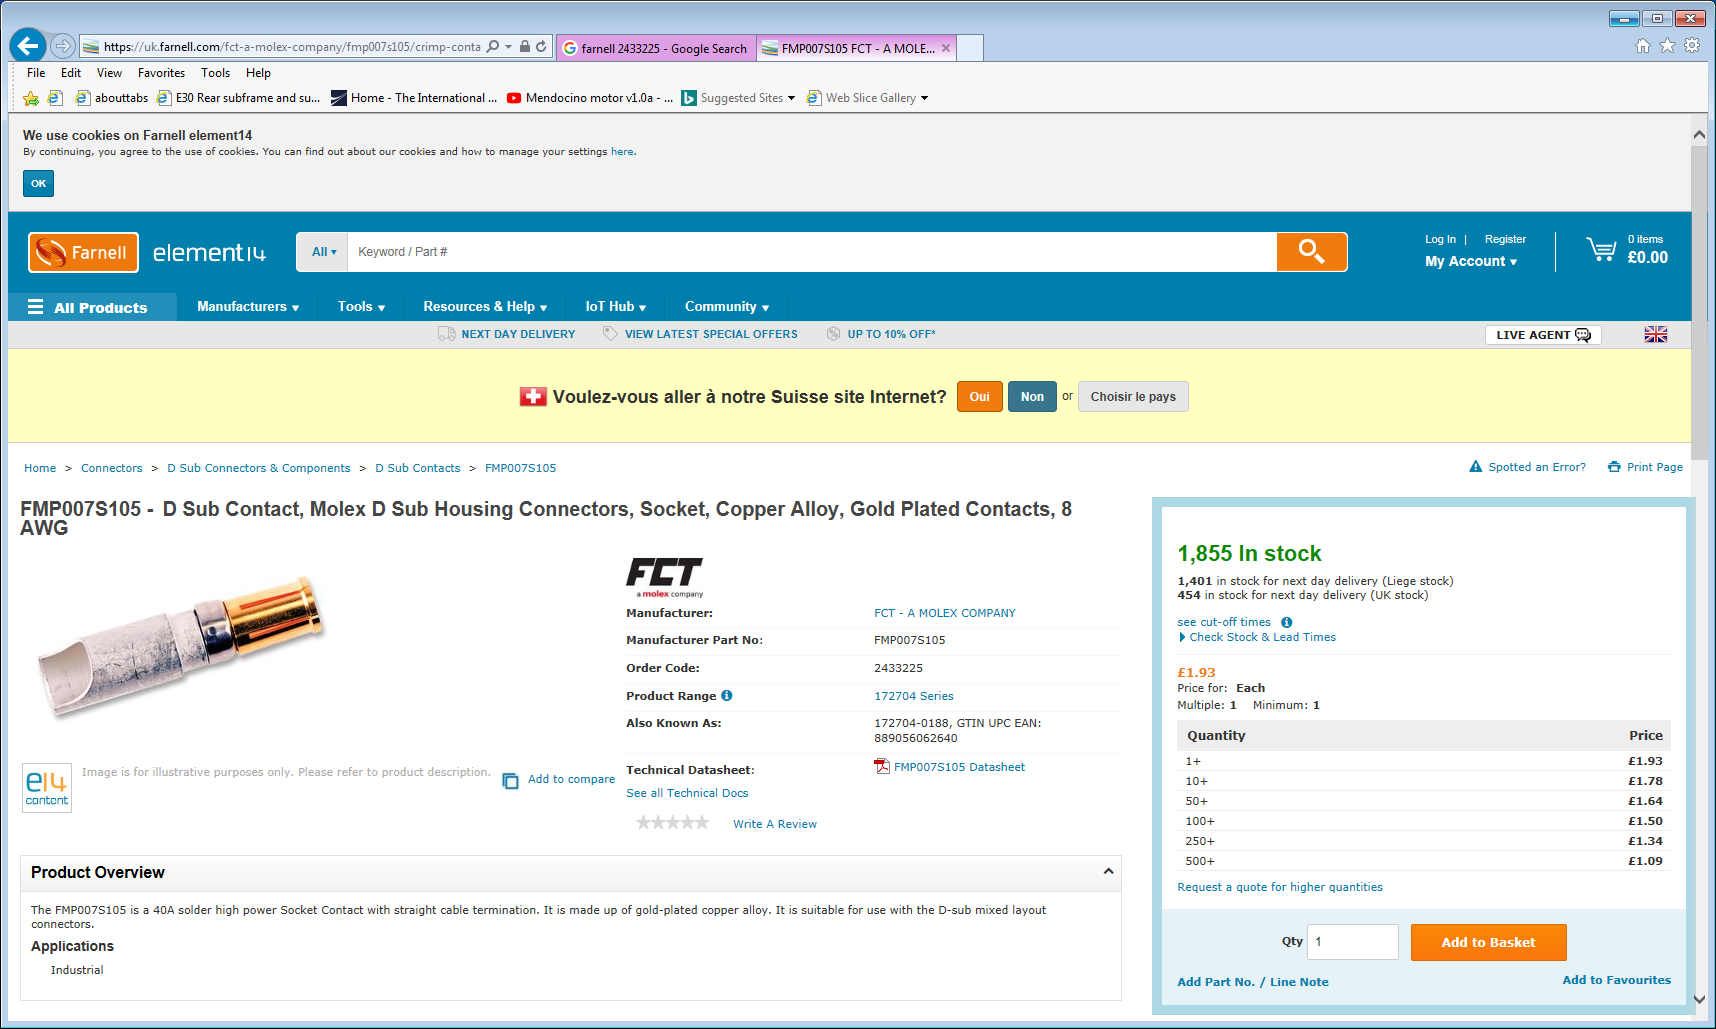 https://uk.farnell.com/fct-a-molex-company/fmp007s105/crimp-conta
farnell 2433225 - Google Search
FMP007S105 FCT - A MOLE...
File Edit View Favorites Tools Help
abouttabs
E30 Rear subframe and su...
Home - The International ...
Mendocino motor v1.0a - ...
Suggested Sites
Web Slice Gallery
We use cookies on Farnell element14
By continuing, you agree to the use of cookies. You can find out about our cookies and how to manage your settings here.
OK
Farnell
element14
All
Keyword / Part #
Log In | Register
My Account
0 items
£0.00
All Products
Manufacturers
Tools
Resources & Help
IoT Hub
Community
NEXT DAY DELIVERY
VIEW LATEST SPECIAL OFFERS
UP TO 10% OFF*
LIVE AGENT
Voulez-vous aller à notre Suisse site Internet? Oui Non or Choisir le pays
Home > Connectors > D Sub Connectors & Components > D Sub Contacts > FMP007S105
Spotted an Error?
Print Page
FMP007S105 - D Sub Contact, Molex D Sub Housing Connectors, Socket, Copper Alloy, Gold Plated Contacts, 8
AWG
FCT
a molex company
Manufacturer: FCT - A MOLEX COMPANY
Manufacturer Part No: FMP007S105
Order Code: 2433225
Product Range 172704 Series
Also Known As: 172704-0188, GTIN UPC EAN:
889056062640
Technical Datasheet: FMP007S105 Datasheet
See all Technical Docs
Write A Review
e14
content
Image is for illustrative purposes only. Please refer to product description.
Add to compare
Product Overview
The FMP007S105 is a 40A solder high power Socket Contact with straight cable termination. It is made up of gold-plated copper alloy. It is suitable for use with the D-sub mixed layout
connectors.
Applications
Industrial
1,855 In stock
1,401 in stock for next day delivery (Liege stock)
454 in stock for next day delivery (UK stock)
see cut-off times
Check Stock & Lead Times
£1.93
Price for: Each
Multiple: 1 Minimum: 1
Quantity Price
1+ £1.93
10+ £1.78
50+ £1.64
100+ £1.50
250+ £1.34
500+ £1.09
Request a quote for higher quantities
Qty 1 Add to Basket
Add Part No. / Line Note
Add to Favourites